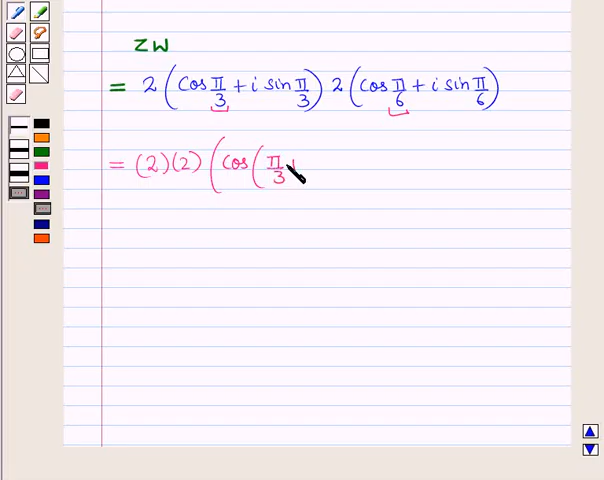 zw
= 2(cos π/3 + i sin π/3) 2(cos π/6 + i sin π/6)
= (2)(2)(cos(π/3